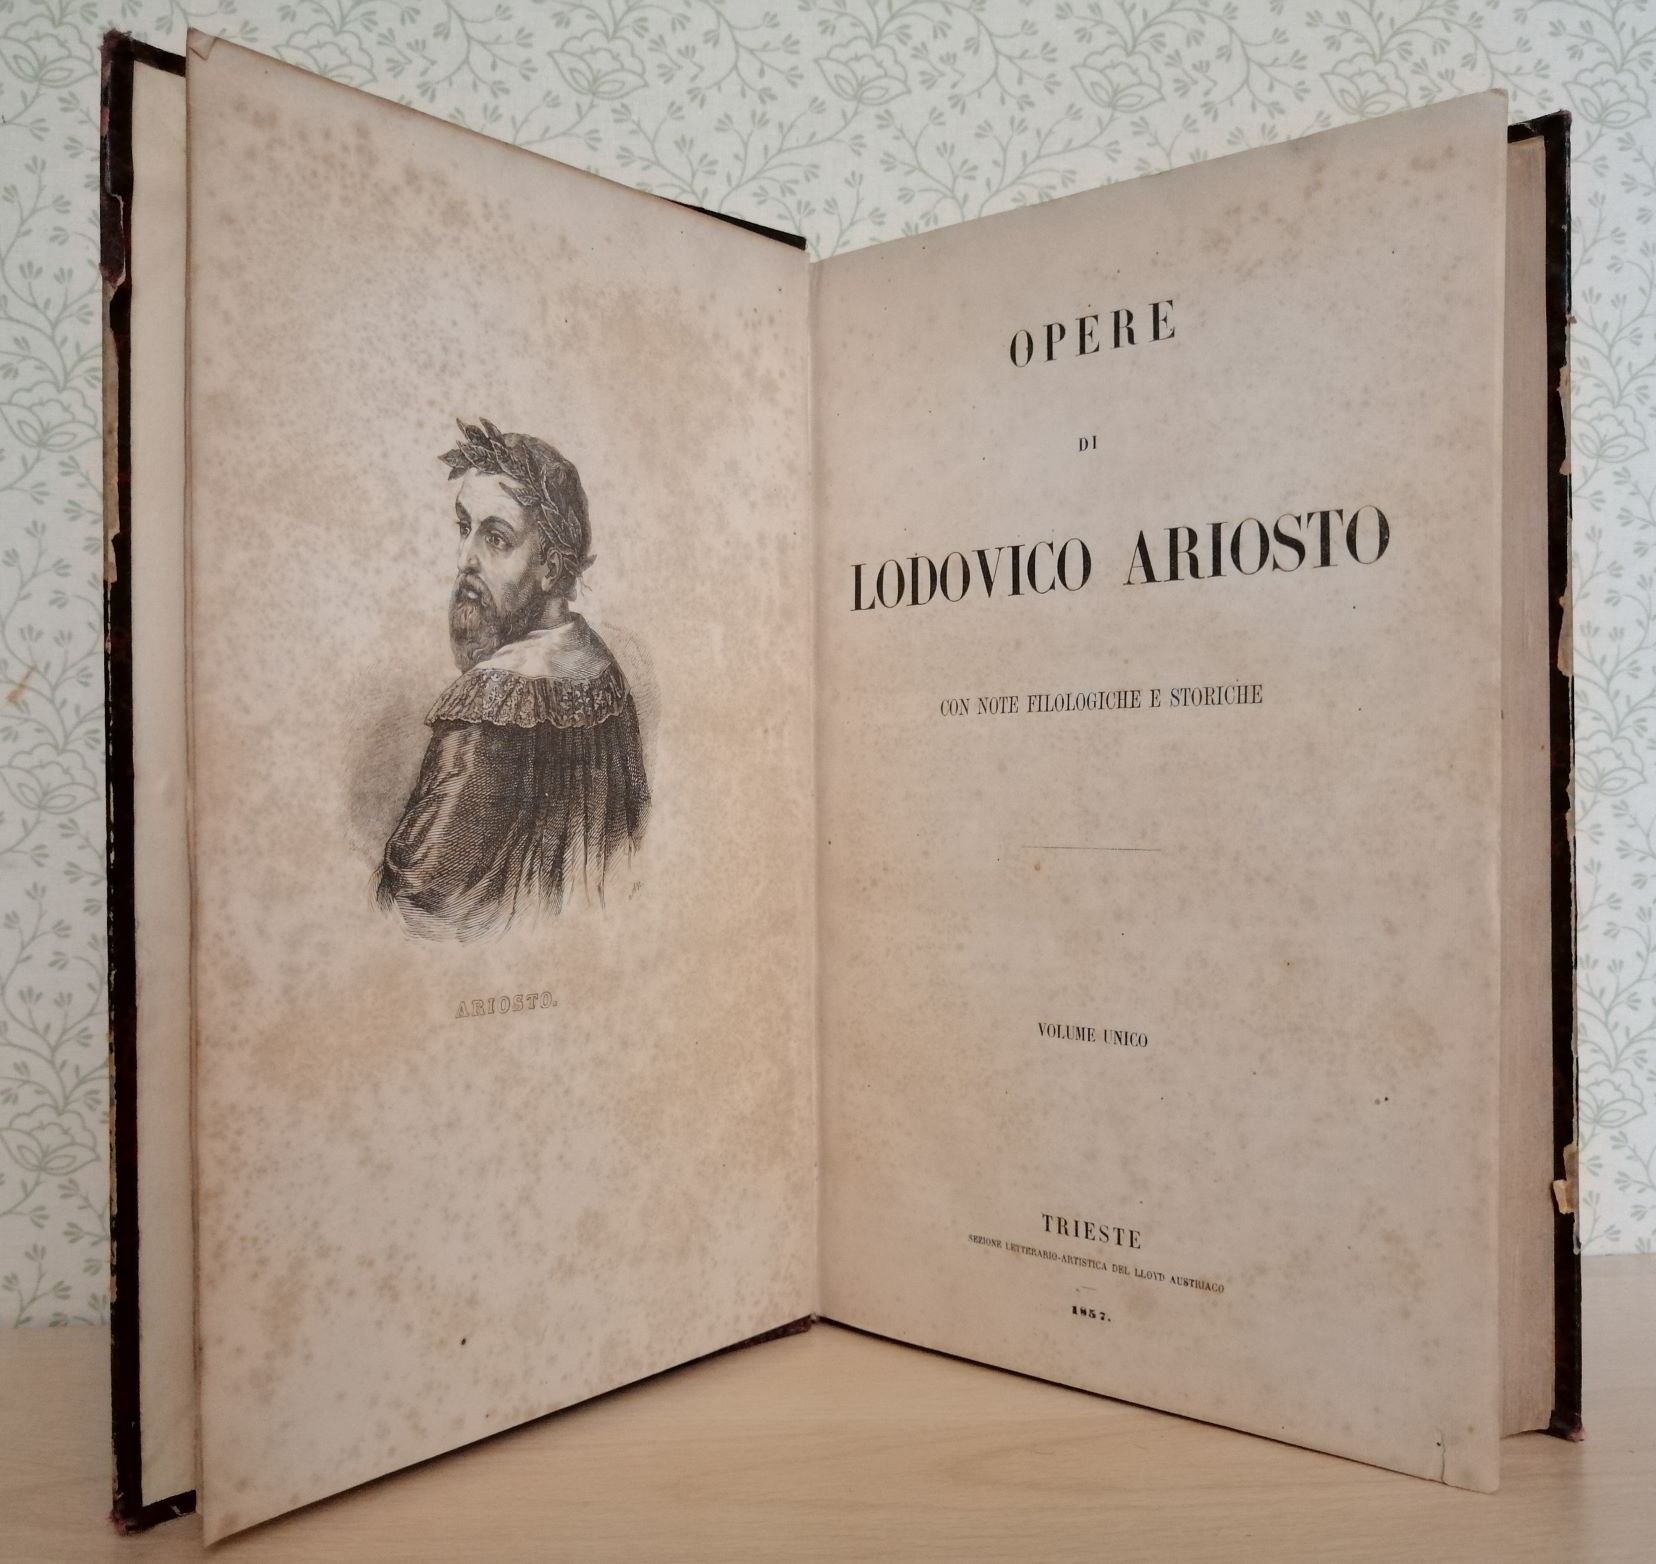 ARIOSTO.
OPERE
DI
LODOVICO ARIOSTO
CON NOTE FILOLOGICHE E STORICHE
VOLUME UNICO
TRIESTE
SEZIONE LETTERARIO-ARTISTICA DEL LLOYD AUSTRIACO
1857.